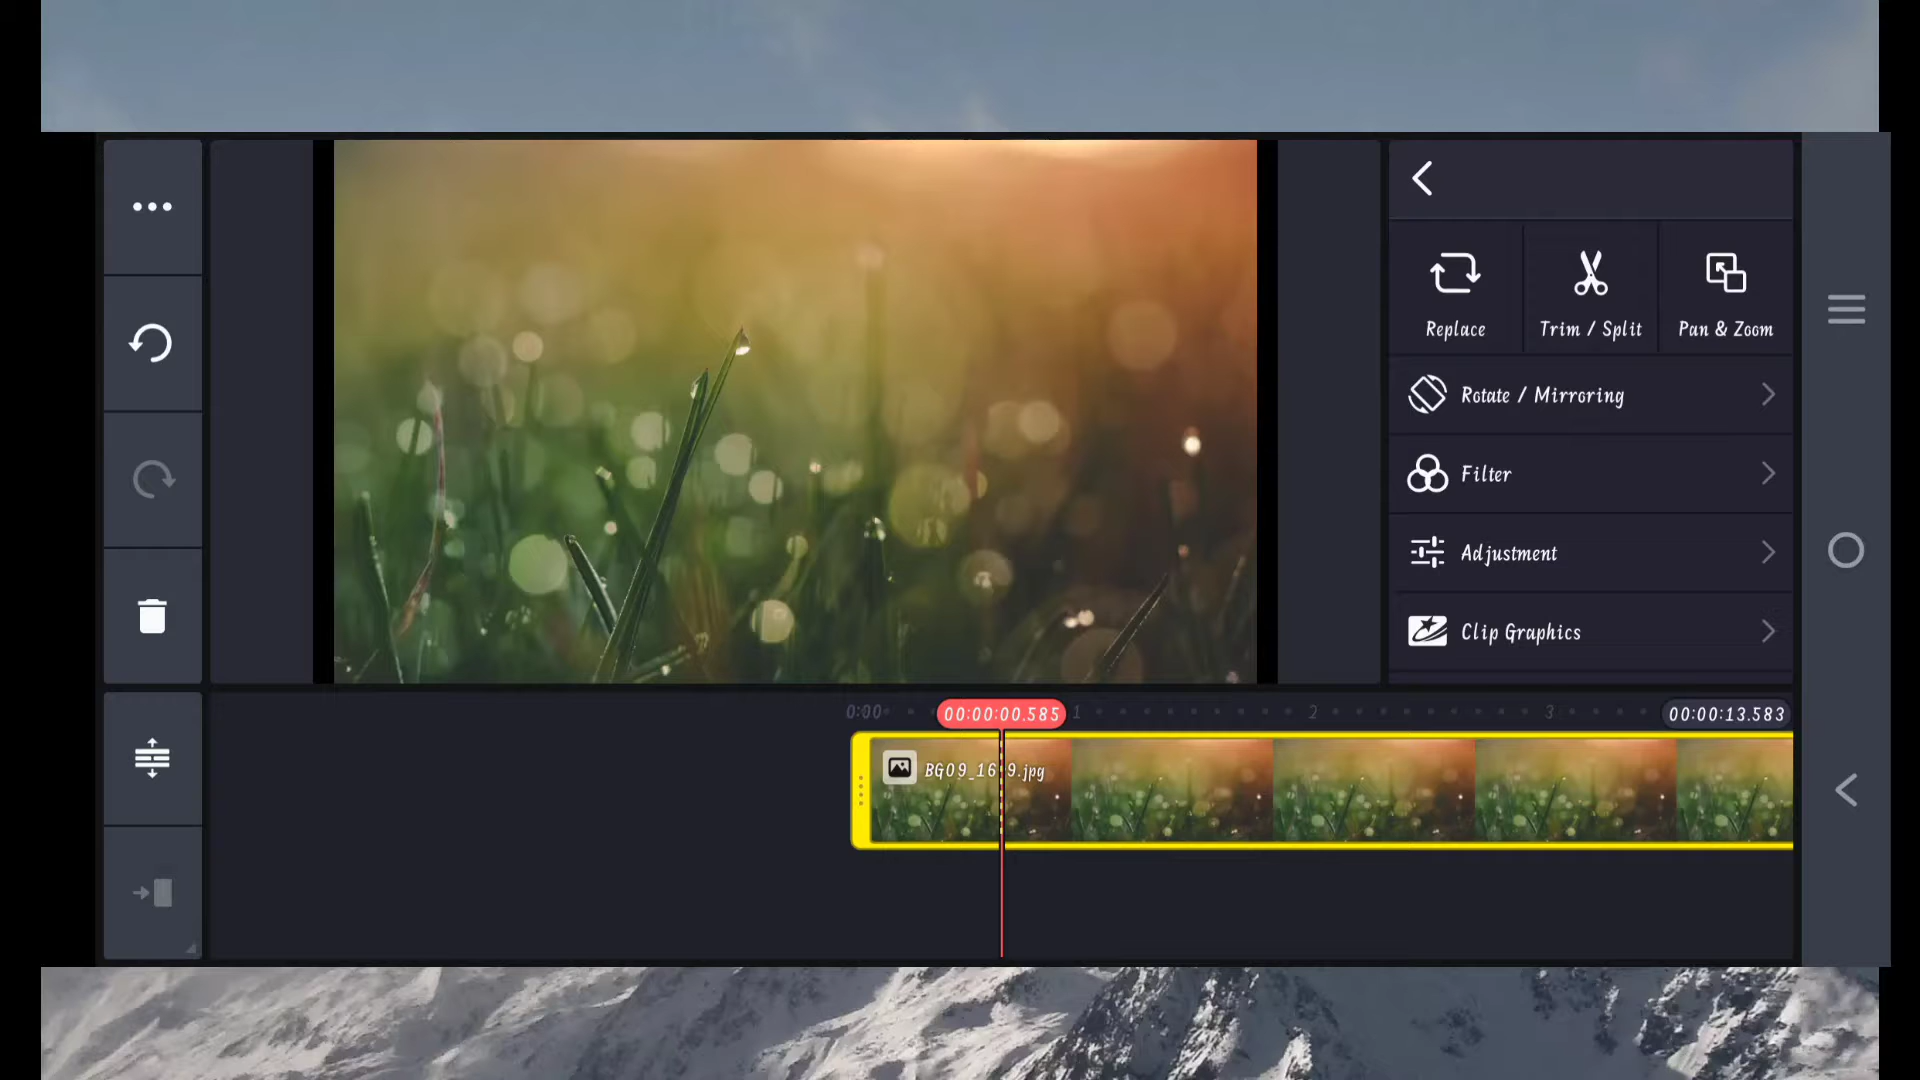 Replace
Trim / Split
Pan & Zoom
Rotate / Mirroring
Filter
Adjustment
Clip Graphics
0:00
00:00:00.585
1
2
3
00:00:13.583
BG09_16 9.jpg